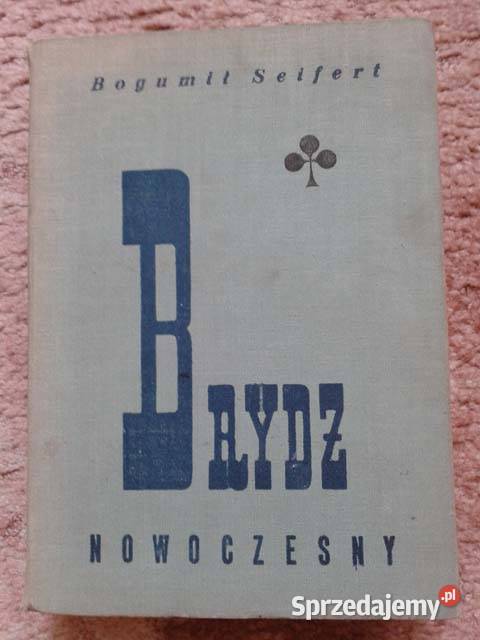 Bogumił Seifert
BRYDŻ
NOWOCZESNY
Sprzedajemy.pl